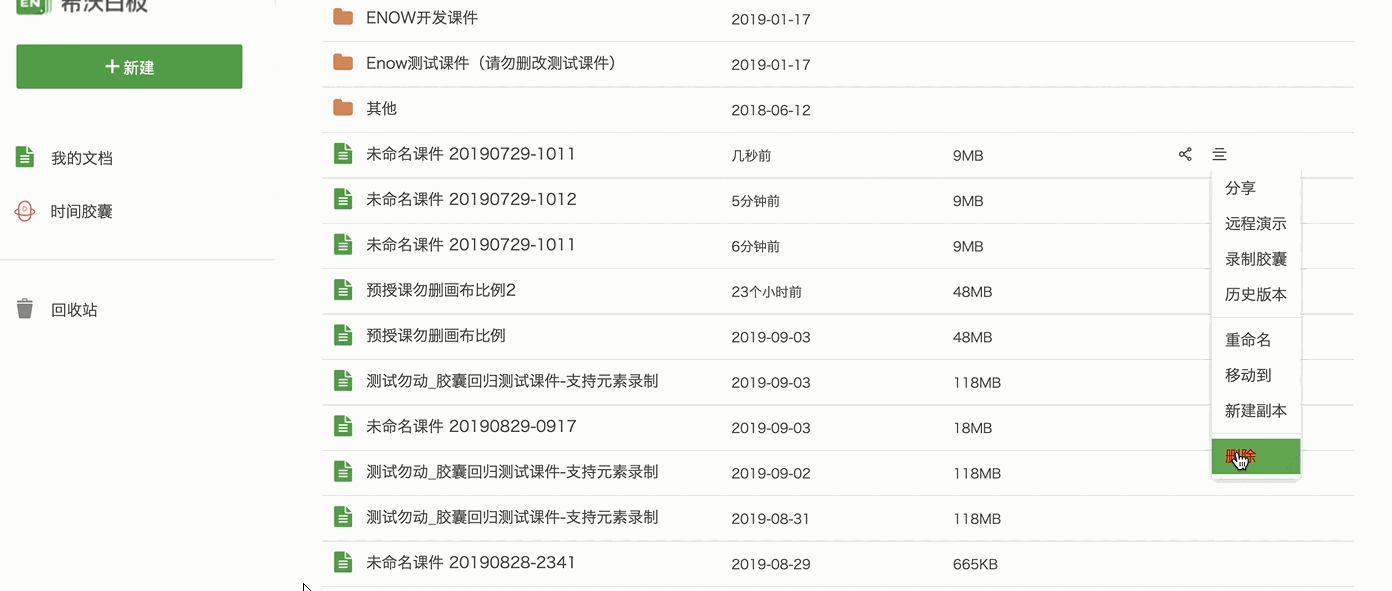 EN 希沃白板
+ 新建
我的文档
时间胶囊
回收站
ENOW开发课件 2019-01-17
Enow测试课件（请勿删改测试课件） 2019-01-17
其他 2018-06-12
未命名课件 20190729-1011 几秒前 9MB
未命名课件 20190729-1012 5分钟前 9MB
未命名课件 20190729-1011 6分钟前 9MB
预授课勿删画布比例2 23个小时前 48MB
预授课勿删画布比例 2019-09-03 48MB
测试勿动_胶囊回归测试课件-支持元素录制 2019-09-03 118MB
未命名课件 20190829-0917 2019-09-03 18MB
测试勿动_胶囊回归测试课件-支持元素录制 2019-09-02 118MB
测试勿动_胶囊回归测试课件-支持元素录制 2019-08-31 118MB
未命名课件 20190828-2341 2019-08-29 665KB
分享
远程演示
录制胶囊
历史版本
重命名
移动到
新建副本
删除